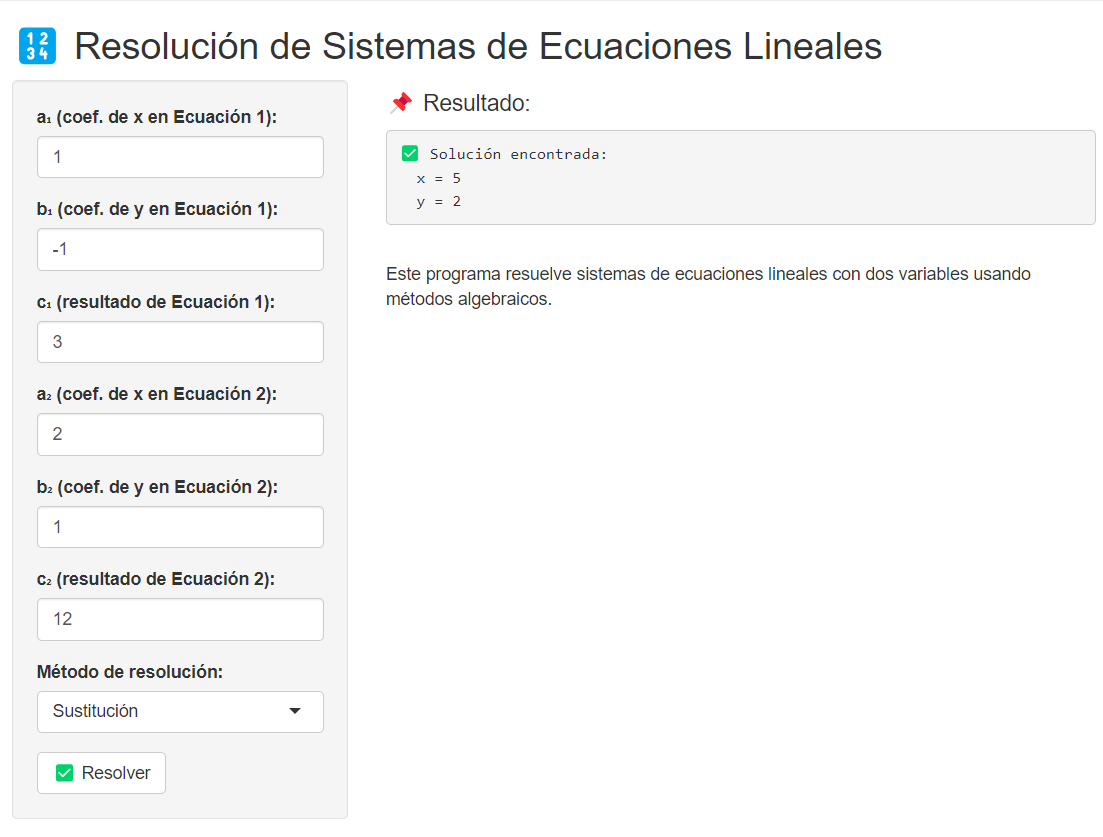 🔢 Resolución de Sistemas de Ecuaciones Lineales
a₁ (coef. de x en Ecuación 1):
1
b₁ (coef. de y en Ecuación 1):
-1
c₁ (resultado de Ecuación 1):
3
a₂ (coef. de x en Ecuación 2):
2
b₂ (coef. de y en Ecuación 2):
1
c₂ (resultado de Ecuación 2):
12
Método de resolución:
Sustitución
✅ Resolver
📌 Resultado:
✅ Solución encontrada:
x = 5
y = 2
Este programa resuelve sistemas de ecuaciones lineales con dos variables usando
métodos algebraicos.